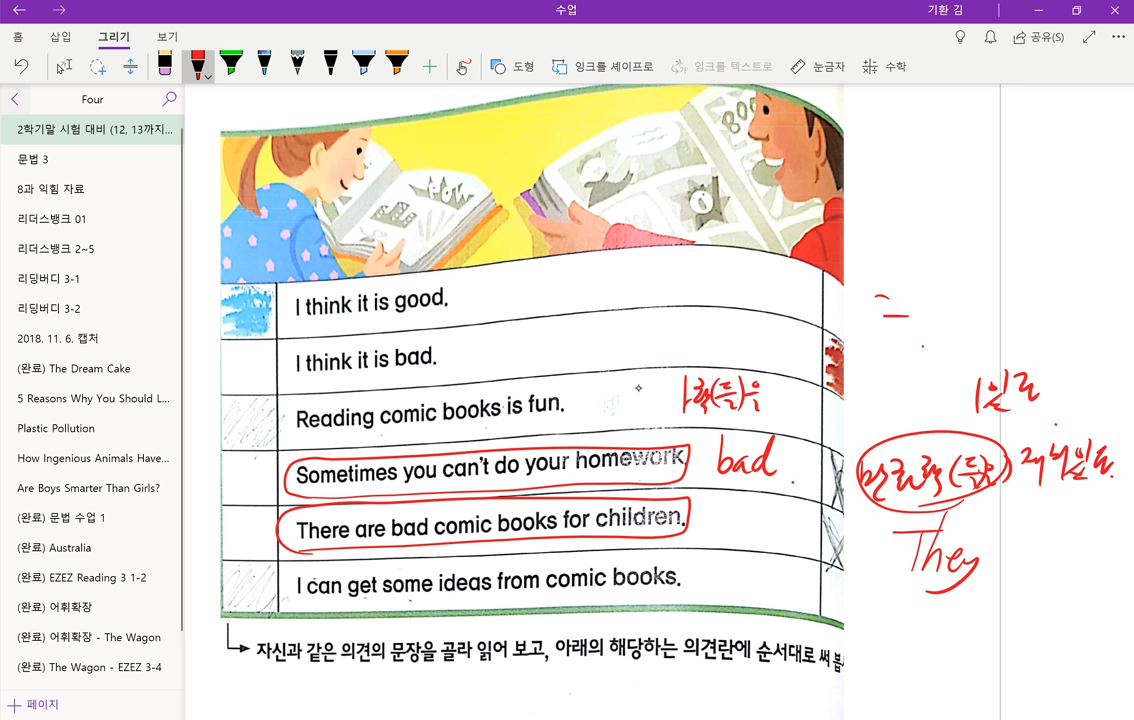 수업
기환 김
홈
삽입
그리기
보기
공유(S)
도형
잉크를 셰이프로
잉크를 텍스트로
눈금자
수학
Four
2학기말 시험 대비 (12, 13까지...
문법 3
8과 익힘 자료
리더스뱅크 01
리더스뱅크 2~5
리딩버디 3-1
리딩버디 3-2
2018. 11. 6. 캡처
(완료) The Dream Cake
5 Reasons Why You Should L...
Plastic Pollution
How Ingenious Animals Have...
Are Boys Smarter Than Girls?
(완료) 문법 수업 1
(완료) Australia
(완료) EZEZ Reading 3 1-2
(완료) 어휘확장
(완료) 어휘확장 - The Wagon
(완료) The Wagon - EZEZ 3-4
페이지
POW
I think it is good.
I think it is bad.
Reading comic books is fun.
Sometimes you can't do your homework.
bad
There are bad comic books for children.
They
I can get some ideas from comic books.
자신과 같은 의견의 문장을 골라 읽어 보고, 아래의 해당하는 의견란에 순서대로 써